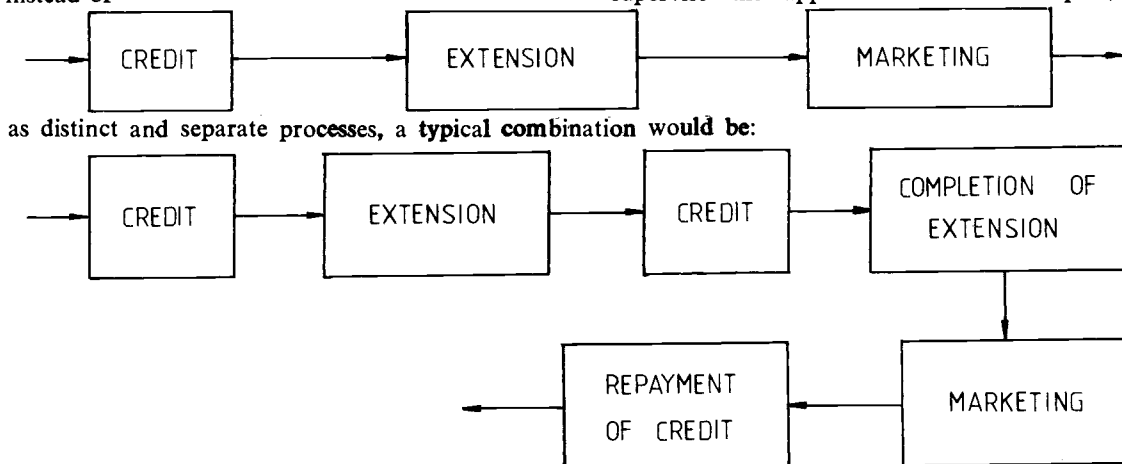 instead of
CREDIT EXTENSION MARKETING
as distinct and separate processes, a typical combination would be:
CREDIT EXTENSION CREDIT COMPLETION OF
EXTENSION
REPAYMENT
OF CREDIT MARKETING